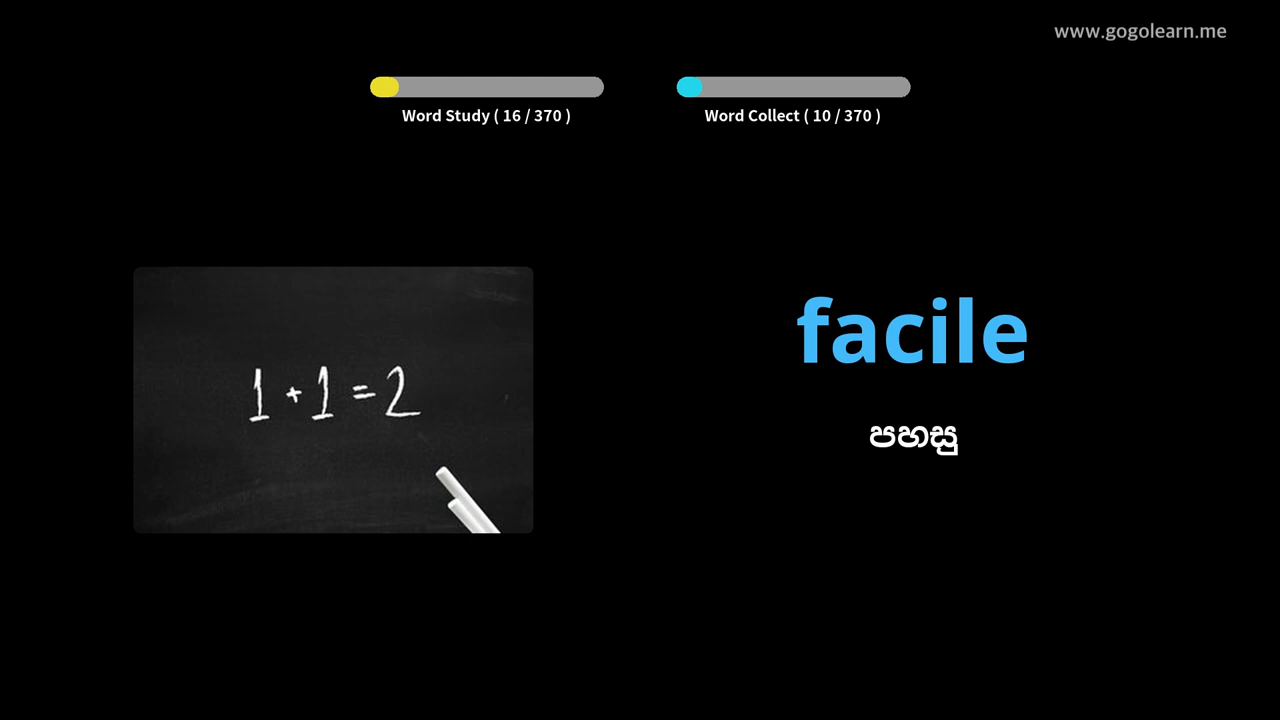 www.gogolearn.me
Word Study ( 16 / 370 )
Word Collect ( 10 / 370 )
1 + 1 = 2
facile
පහසු